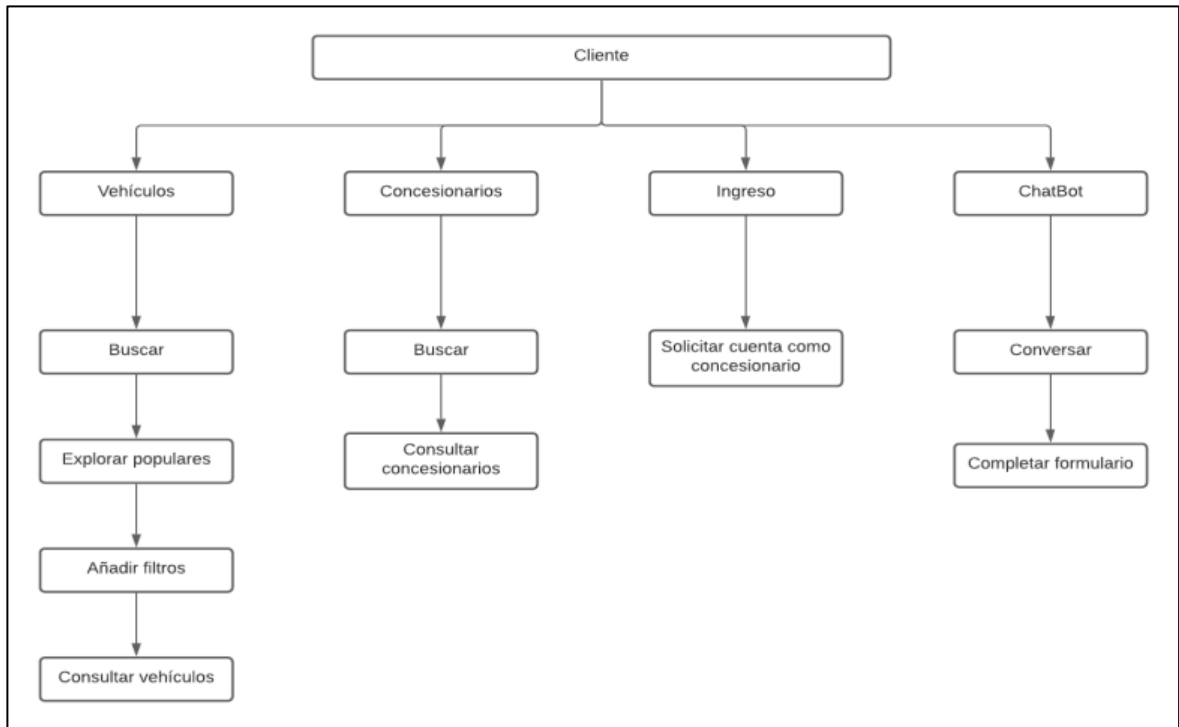 Cliente
Vehículos
Concesionarios
Ingreso
ChatBot
Buscar
Buscar
Solicitar cuenta como
concesionario
Conversar
Explorar populares
Consultar
concesionarios
Completar formulario
Añadir filtros
Consultar vehículos